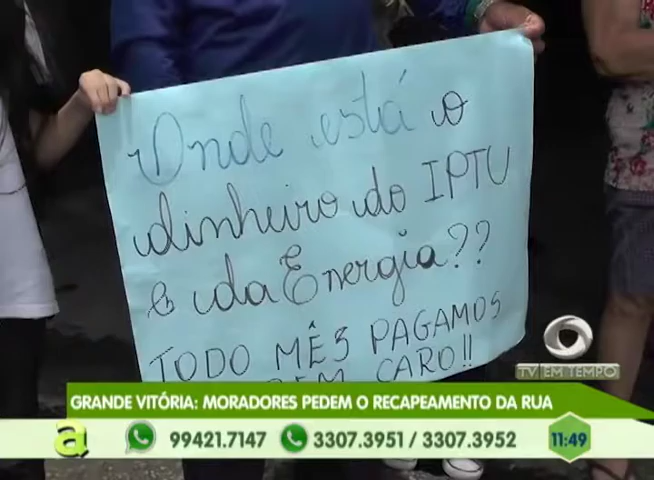 Onde está o
dinheiro do IPTU
e da Energia??
TODO MÊS PAGAMOS
BEM CARO!!
TV EM TEMPO
GRANDE VITÓRIA: MORADORES PEDEM O RECAPEAMENTO DA RUA
a
99421.7147
3307.3951 / 3307.3952
11:49